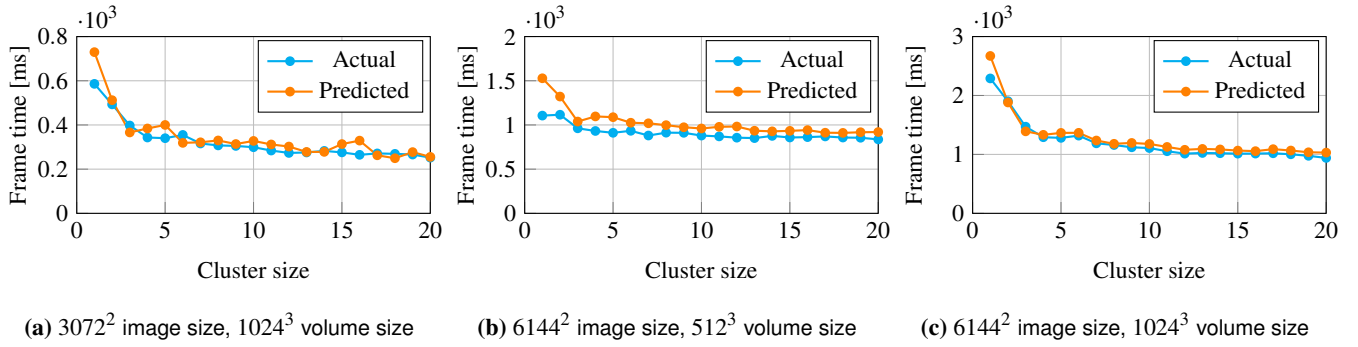 ·10³
Frame time [ms]
0.8
0.6
0.4
0.2
0
0 5 10 15 20
Cluster size
Actual
Predicted
(a) 3072² image size, 1024³ volume size
·10³
Frame time [ms]
2
1.5
1
0.5
0
0 5 10 15 20
Cluster size
Actual
Predicted
(b) 6144² image size, 512³ volume size
·10³
Frame time [ms]
3
2
1
0
0 5 10 15 20
Cluster size
Actual
Predicted
(c) 6144² image size, 1024³ volume size